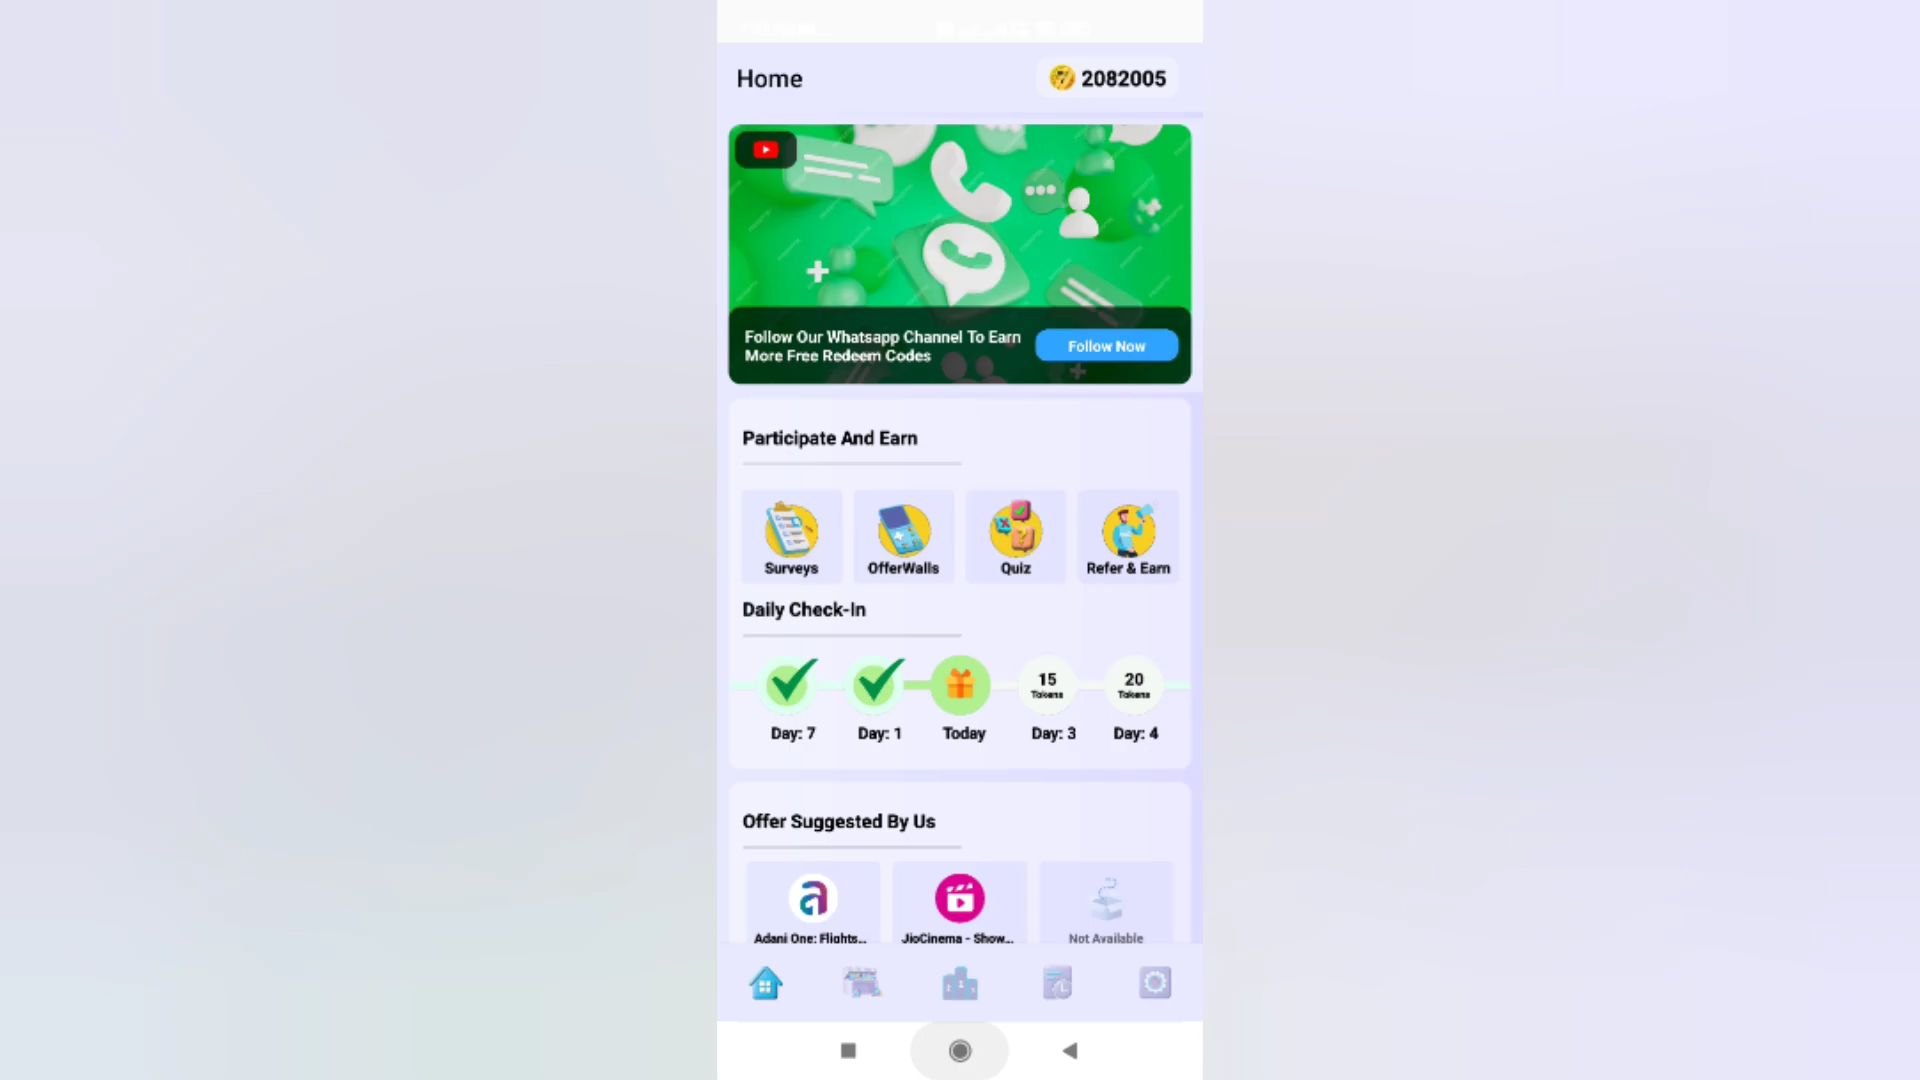 Home
2082005
Follow Our Whatsapp Channel To Earn
More Free Redeem Codes
Follow Now
Participate And Earn
Surveys
OfferWalls
Quiz
Refer & Earn
Daily Check-In
15
Tokens
20
Tokens
Day: 7
Day: 1
Today
Day: 3
Day: 4
Offer Suggested By Us
Adani One: Flights...
JioCinema - Show...
Not Available